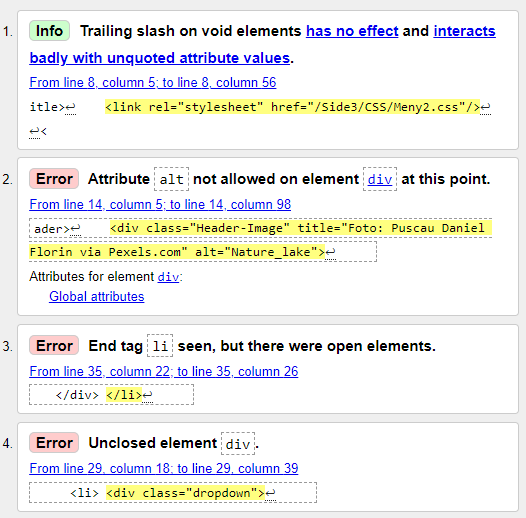 1. Info Trailing slash on void elements has no effect and interacts
badly with unquoted attribute values.
From line 8, column 5; to line 8, column 56
itle>↩    <link rel="stylesheet" href="/Side3/CSS/Meny2.css"/>↩
↩<
2. Error Attribute alt not allowed on element div at this point.
From line 14, column 5; to line 14, column 98
ader>↩    <div class="Header-Image" title="Foto: Puscau Daniel
Florin via Pexels.com" alt="Nature_lake">↩
Attributes for element div:
Global attributes
3. Error End tag li seen, but there were open elements.
From line 35, column 22; to line 35, column 26
</div> </li>↩
4. Error Unclosed element div.
From line 29, column 18; to line 29, column 39
<li> <div class="dropdown">↩